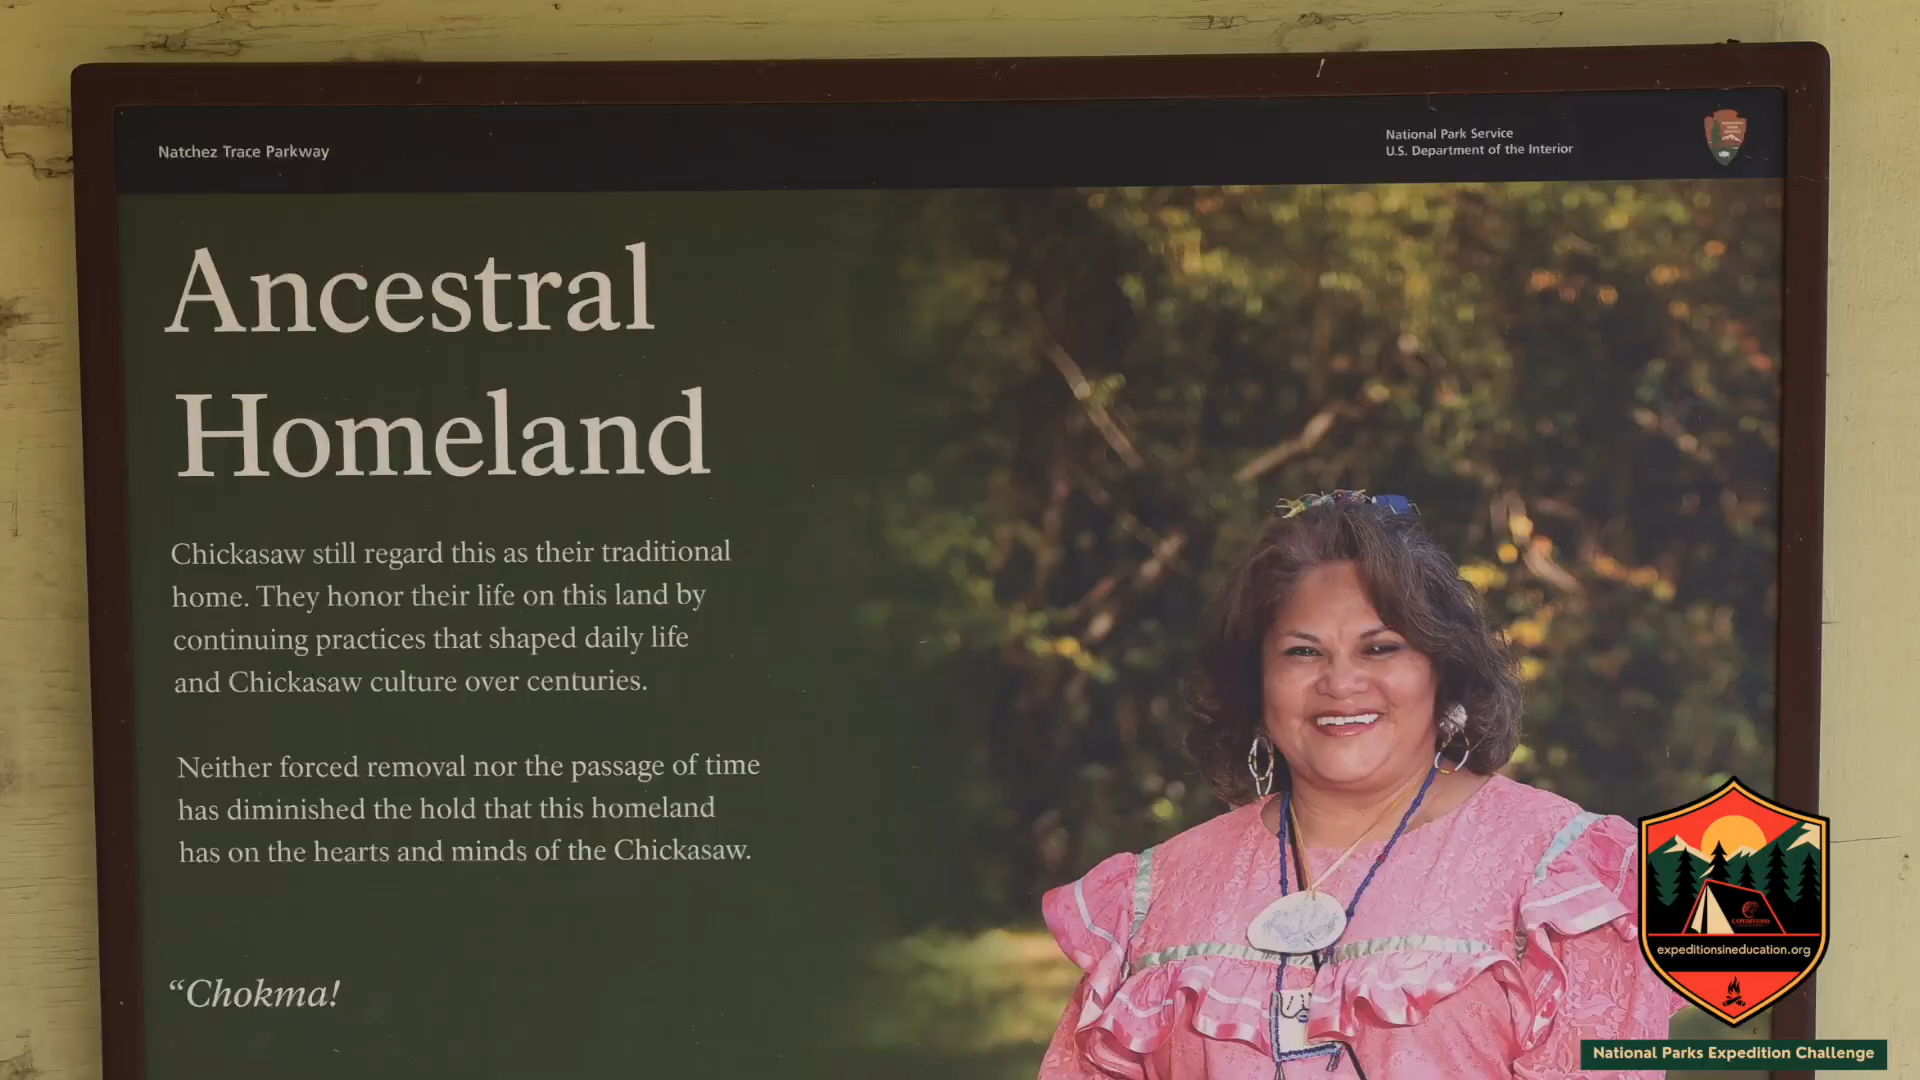 Natchez Trace Parkway
National Park Service
U.S. Department of the Interior
Ancestral
Homeland
Chickasaw still regard this as their traditional
home. They honor their life on this land by
continuing practices that shaped daily life
and Chickasaw culture over centuries.
Neither forced removal nor the passage of time
has diminished the hold that this homeland
has on the hearts and minds of the Chickasaw.
“Chokma!
expeditionsineducation.org
National Parks Expedition Challenge